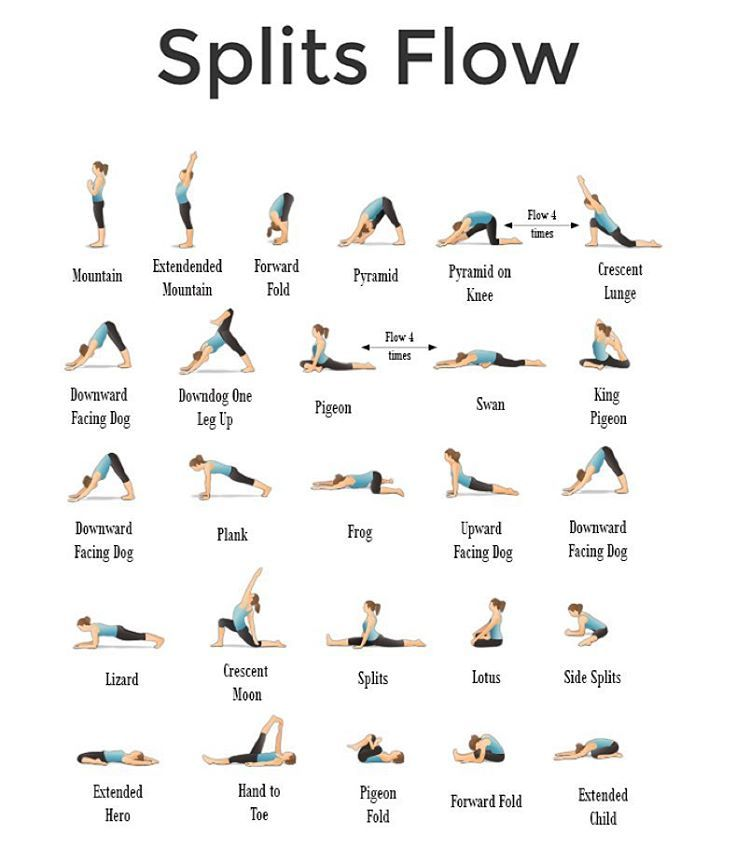 Splits Flow
Flow 4
times
Mountain
Extendended
Mountain
Forward
Fold
Pyramid
Pyramid on
Knee
Crescent
Lunge
Flow 4
times
Downward
Facing Dog
Downdog One
Leg Up
Pigeon
Swan
King
Pigeon
Downward
Facing Dog
Plank
Frog
Upward
Facing Dog
Downward
Facing Dog
Lizard
Crescent
Moon
Splits
Lotus
Side Splits
Extended
Hero
Hand to
Toe
Pigeon
Fold
Forward Fold
Extended
Child